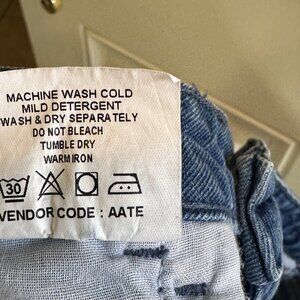 MACHINE WASH COLD
MILD DETERGENT
WASH & DRY SEPARATELY
DO NOT BLEACH
TUMBLE DRY
WARM IRON
30
VENDOR CODE : AATE